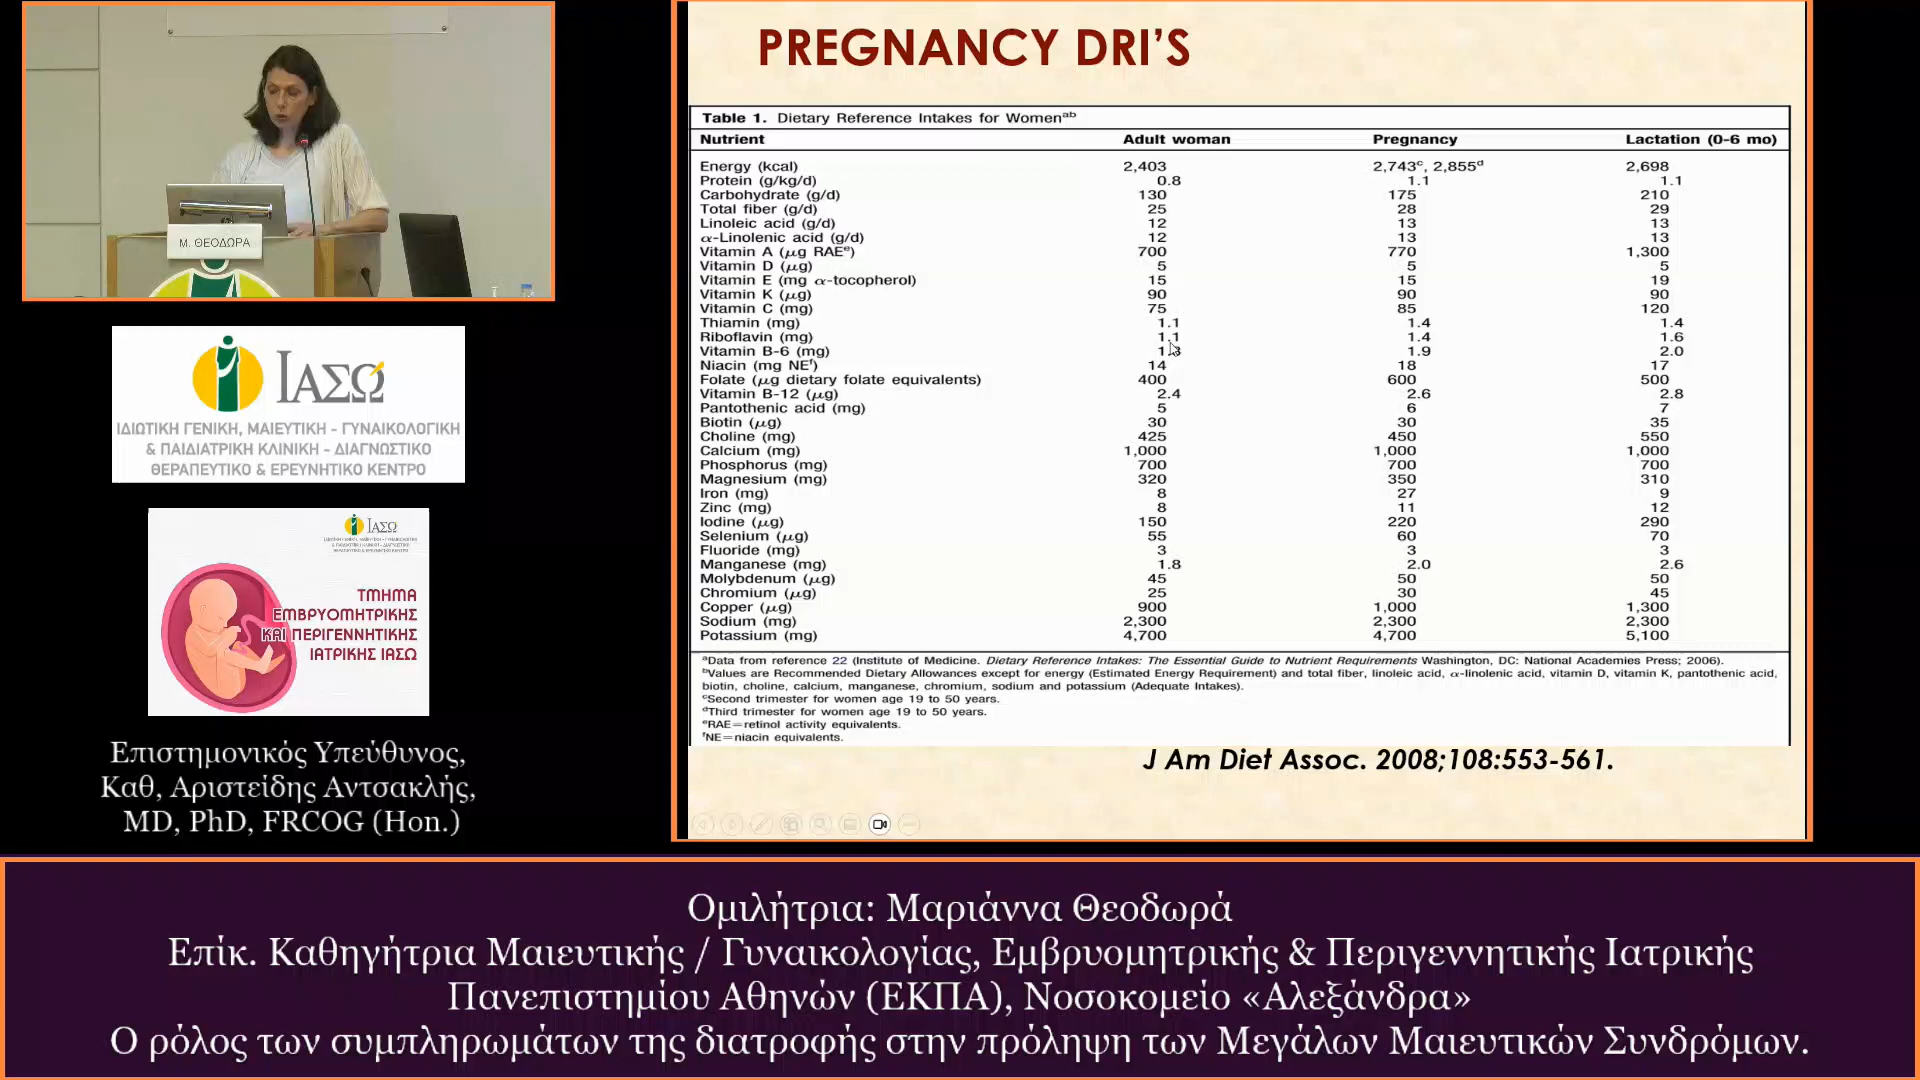 PREGNANCY DRI'S
Table 1. Dietary Reference Intakes for Womenab
Nutrient Adult woman Pregnancy Lactation (0-6 mo)
Energy (kcal) 2,403 2,743c, 2,855d 2,698
Protein (g/kg/d) 0.8 1.1 1.1
Carbohydrate (g/d) 130 175 210
Total fiber (g/d) 25 28 29
Linoleic acid (g/d) 12 13 13
α-Linolenic acid (g/d) 12 13 13
Vitamin A (μg RAEe) 700 770 1,300
Vitamin D (μg) 5 5 5
Vitamin E (mg α-tocopherol) 15 15 19
Vitamin K (μg) 90 90 90
Vitamin C (mg) 75 85 120
Thiamin (mg) 1.1 1.4 1.4
Riboflavin (mg) 1.1 1.4 1.6
Vitamin B-6 (mg) 1.9 2.0
Niacin (mg NEf) 14 18 17
Folate (μg dietary folate equivalents) 400 600 500
Vitamin B-12 (μg) 2.4 2.6 2.8
Pantothenic acid (mg) 5 6 7
Biotin (μg) 30 30 35
Choline (mg) 425 450 550
Calcium (mg) 1,000 1,000 1,000
Phosphorus (mg) 700 700 700
Magnesium (mg) 320 350 310
Iron (mg) 8 27 9
Zinc (mg) 8 11 12
Iodine (μg) 150 220 290
Selenium (μg) 55 60 70
Fluoride (mg) 3 3 3
Manganese (mg) 1.8 2.0 2.6
Molybdenum (μg) 45 50 50
Chromium (μg) 25 30 45
Copper (μg) 900 1,000 1,300
Sodium (mg) 2,300 2,300 2,300
Potassium (mg) 4,700 4,700 5,100
aData from reference 22 (Institute of Medicine. Dietary Reference Intakes: The Essential Guide to Nutrient Requirements Washington, DC: National Academies Press; 2006).
bValues are Recommended Dietary Allowances except for energy (Estimated Energy Requirement) and total fiber, linoleic acid, α-linolenic acid, vitamin D, vitamin K, pantothenic acid,
biotin, choline, calcium, manganese, chromium, sodium and potassium (Adequate Intakes).
cSecond trimester for women age 19 to 50 years.
dThird trimester for women age 19 to 50 years.
eRAE=retinol activity equivalents.
fNE=niacin equivalents.
J Am Diet Assoc. 2008;108:553-561.
Μ. ΘΕΟΔΩΡΑ
ΙΑΣΩ
ΙΔΙΩΤΙΚΗ ΓΕΝΙΚΗ, ΜΑΙΕΥΤΙΚΗ - ΓΥΝΑΙΚΟΛΟΓΙΚΗ
& ΠΑΙΔΙΑΤΡΙΚΗ ΚΛΙΝΙΚΗ - ΔΙΑΓΝΩΣΤΙΚΟ
ΘΕΡΑΠΕΥΤΙΚΟ & ΕΡΕΥΝΗΤΙΚΟ ΚΕΝΤΡΟ
ΙΑΣΩ
ΤΜΗΜΑ
ΕΜΒΡΥΟΜΗΤΡΙΚΗΣ
ΚΑΙ ΠΕΡΙΓΕΝΝΗΤΙΚΗΣ
ΙΑΤΡΙΚΗΣ ΙΑΣΩ
Επιστημονικός Υπεύθυνος,
Καθ, Αριστείδης Αντσακλής,
MD, PhD, FRCOG (Hon.)
Ομιλήτρια: Μαριάννα Θεοδωρά
Επίκ. Καθηγήτρια Μαιευτικής / Γυναικολογίας, Εμβρυομητρικής & Περιγεννητικής Ιατρικής
Πανεπιστημίου Αθηνών (ΕΚΠΑ), Νοσοκομείο «Αλεξάνδρα»
Ο ρόλος των συμπληρωμάτων της διατροφής στην πρόληψη των Μεγάλων Μαιευτικών Συνδρόμων.